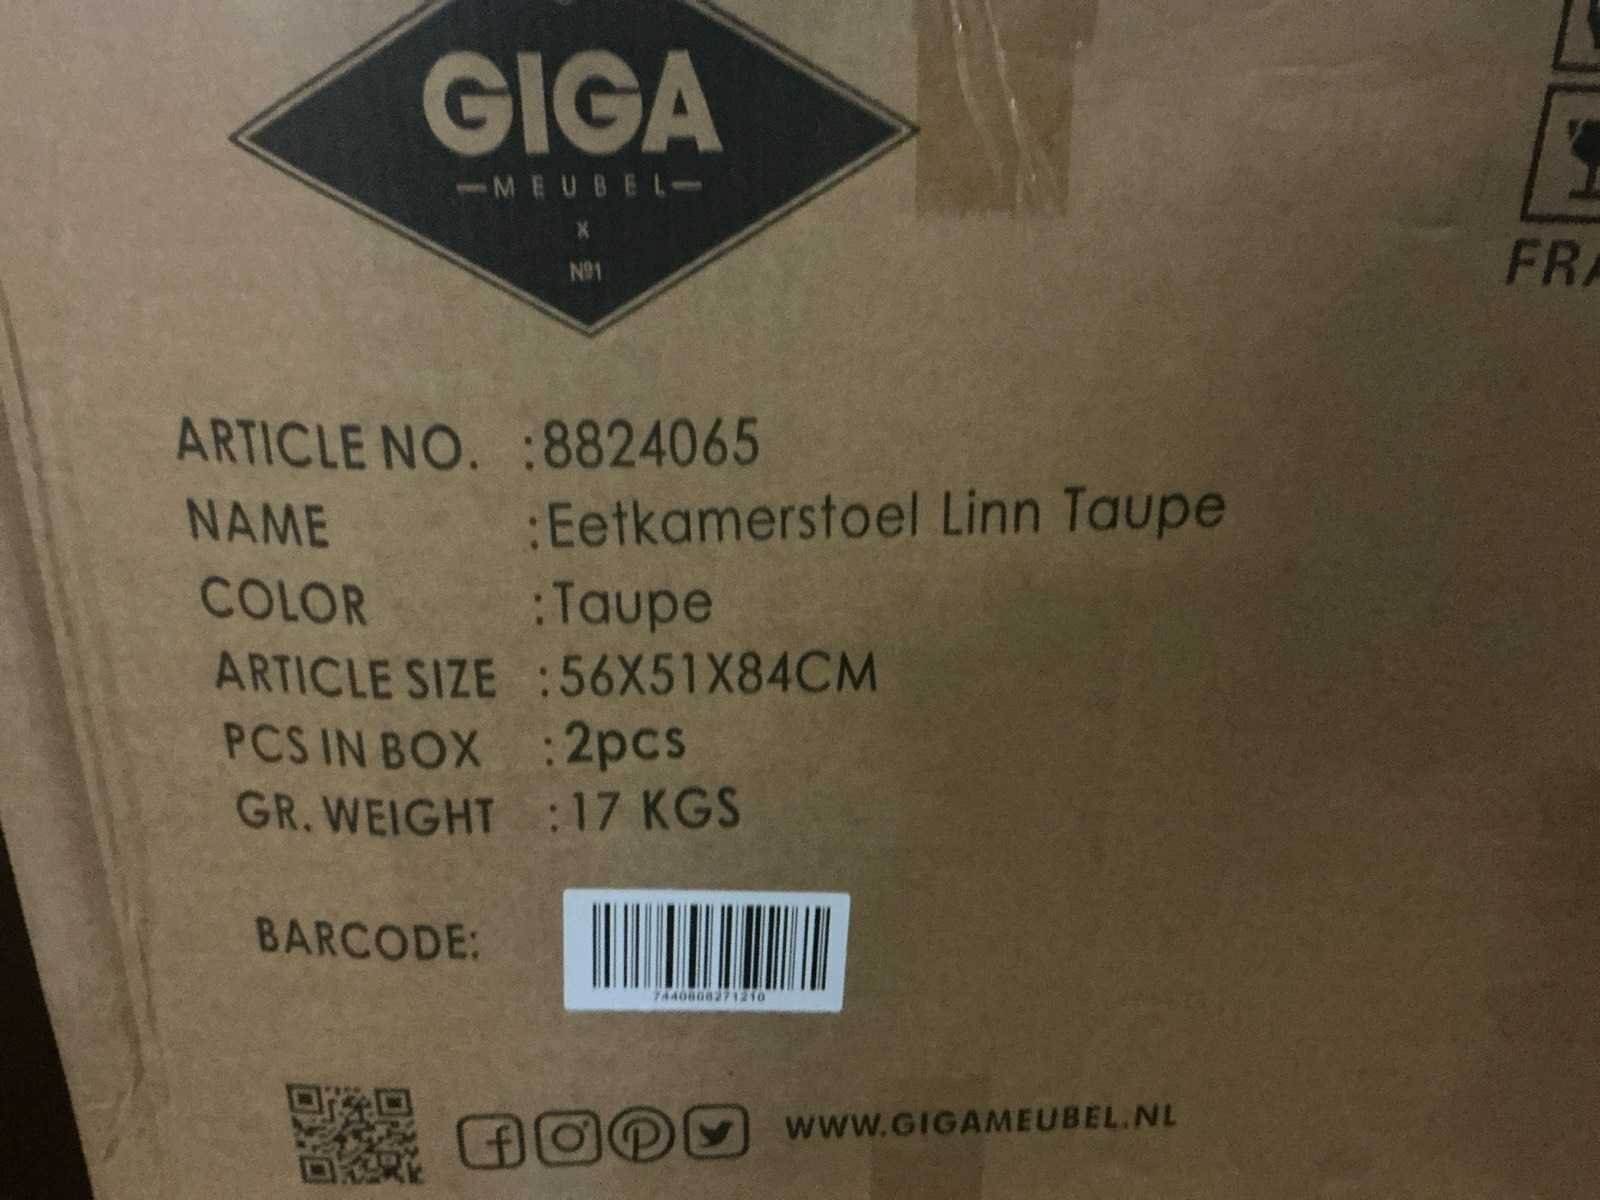 GIGA
MEUBEL
X
Nº1
FRA
ARTICLE NO. :8824065
NAME :Eetkamerstoel Linn Taupe
COLOR :Taupe
ARTICLE SIZE :56X51X84CM
PCS IN BOX :2pcs
GR. WEIGHT :17 KGS
BARCODE:
7440608271210
WWW.GIGAMEUBEL.NL